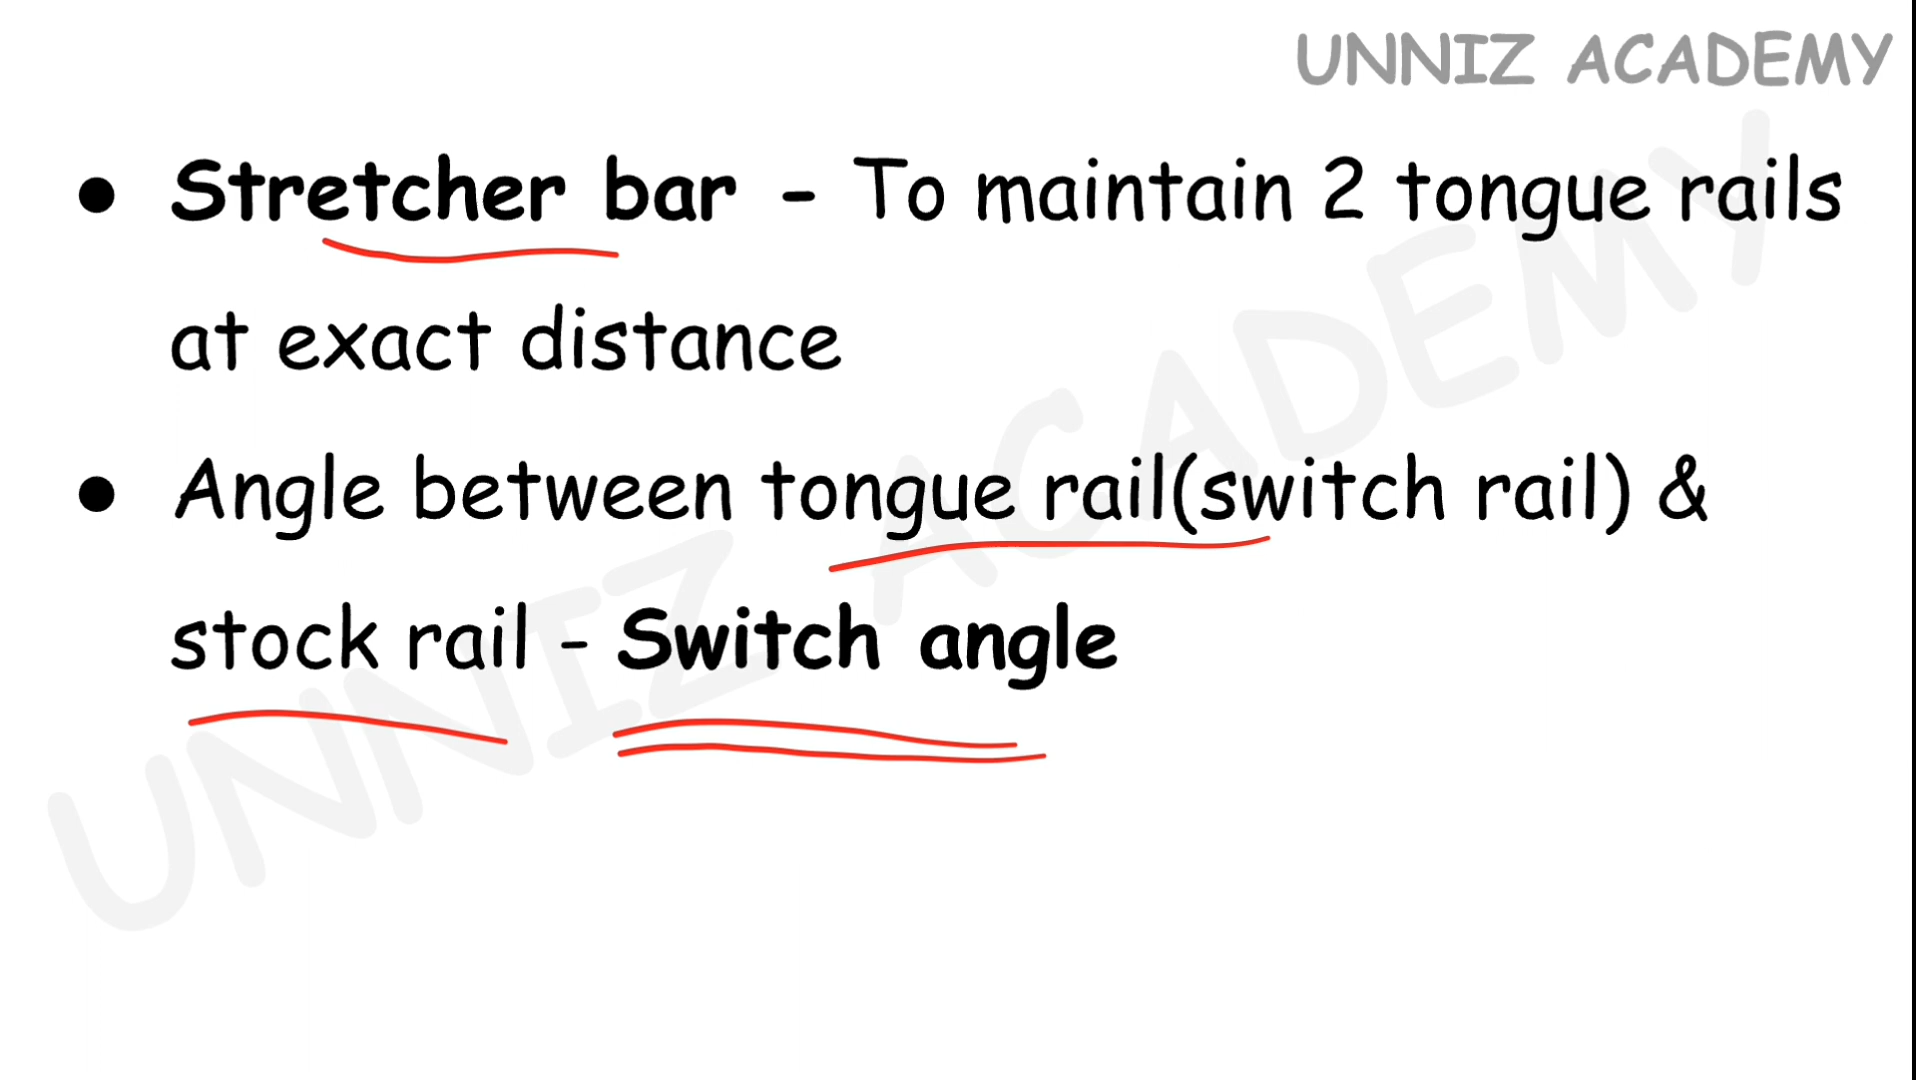 UNNIZ ACADEMY
● Stretcher bar - To maintain 2 tongue rails
at exact distance
● Angle between tongue rail(switch rail) &
stock rail - Switch angle
UNNIZ ACADEMY